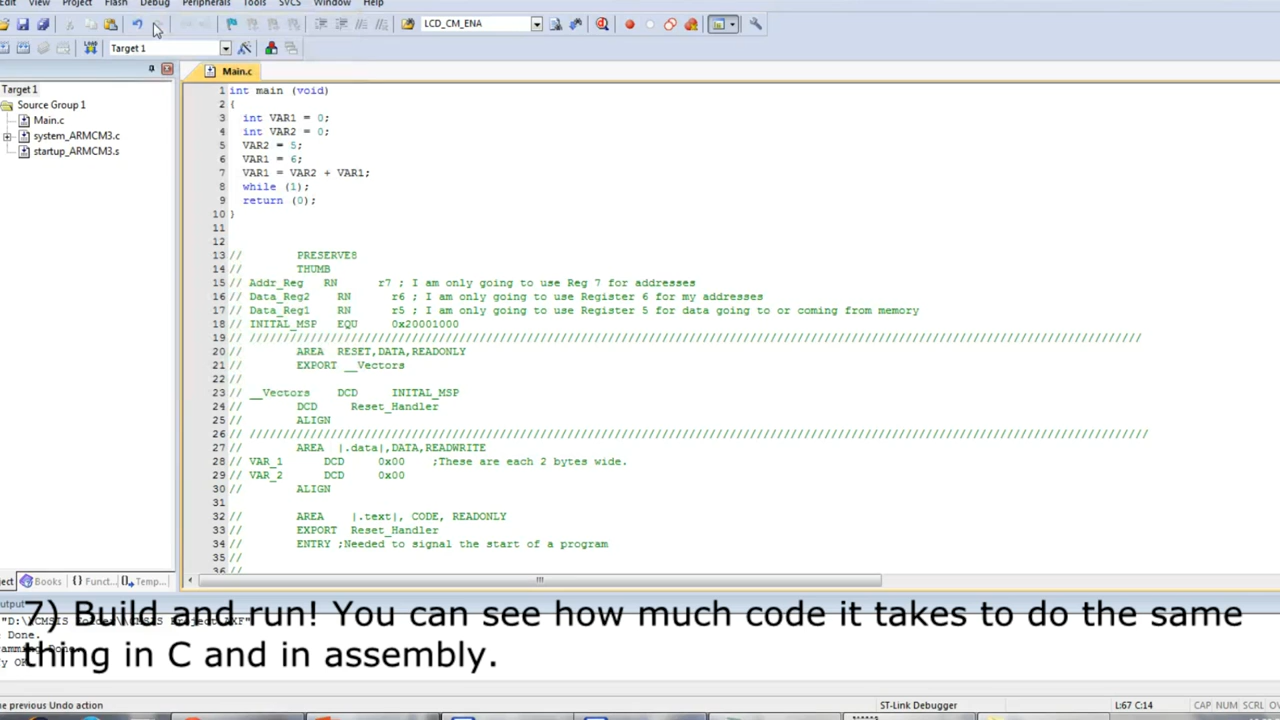 Edit View Project Flash Debug Peripherals Tools SVCS Window Help
LCD_CM_ENA
Target 1
Main.c
Target 1
Source Group 1
Main.c
system_ARMCM3.c
startup_ARMCM3.s
1 int main (void)
2 {
3 int VAR1 = 0;
4 int VAR2 = 0;
5 VAR2 = 5;
6 VAR1 = 6;
7 VAR1 = VAR2 + VAR1;
8 while (1);
9 return (0);
10 }
11
12
13 // PRESERVE8
14 // THUMB
15 // Addr_Reg RN r7 ; I am only going to use Reg 7 for addresses
16 // Data_Reg2 RN r6 ; I am only going to use Register 6 for my addresses
17 // Data_Reg1 RN r5 ; I am only going to use Register 5 for data going to or coming from memory
18 // INITAL_MSP EQU 0x20001000
19 // ////////////////////////////////////////////////////////////////////////////////////////////////////////////////////////////////////
20 // AREA RESET,DATA,READONLY
21 // EXPORT __Vectors
22 //
23 // __Vectors DCD INITAL_MSP
24 // DCD Reset_Handler
25 // ALIGN
26 // /////////////////////////////////////////////////////////////////////////////////////////////////////////////////////////////////////
27 // AREA |.data|,DATA,READWRITE
28 // VAR_1 DCD 0x00 ;These are each 2 bytes wide.
29 // VAR_2 DCD 0x00
30 // ALIGN
31
32 // AREA |.text|, CODE, READONLY
33 // EXPORT Reset_Handler
34 // ENTRY ;Needed to signal the start of a program
35 //
36 //
ject Books {} Funct... Temp...
Output
7) Build and run! You can see how much code it takes to do the same
thing in C and in assembly.
"D:\CMSIS
Done.
he previous Undo action ST-Link Debugger L:67 C:14 CAP NUM SCRL